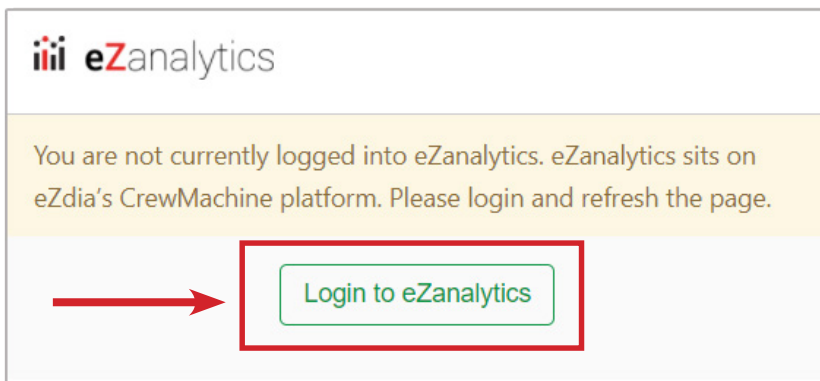 eZanalytics
You are not currently logged into eZanalytics. eZanalytics sits on
eZdia's CrewMachine platform. Please login and refresh the page.
Login to eZanalytics